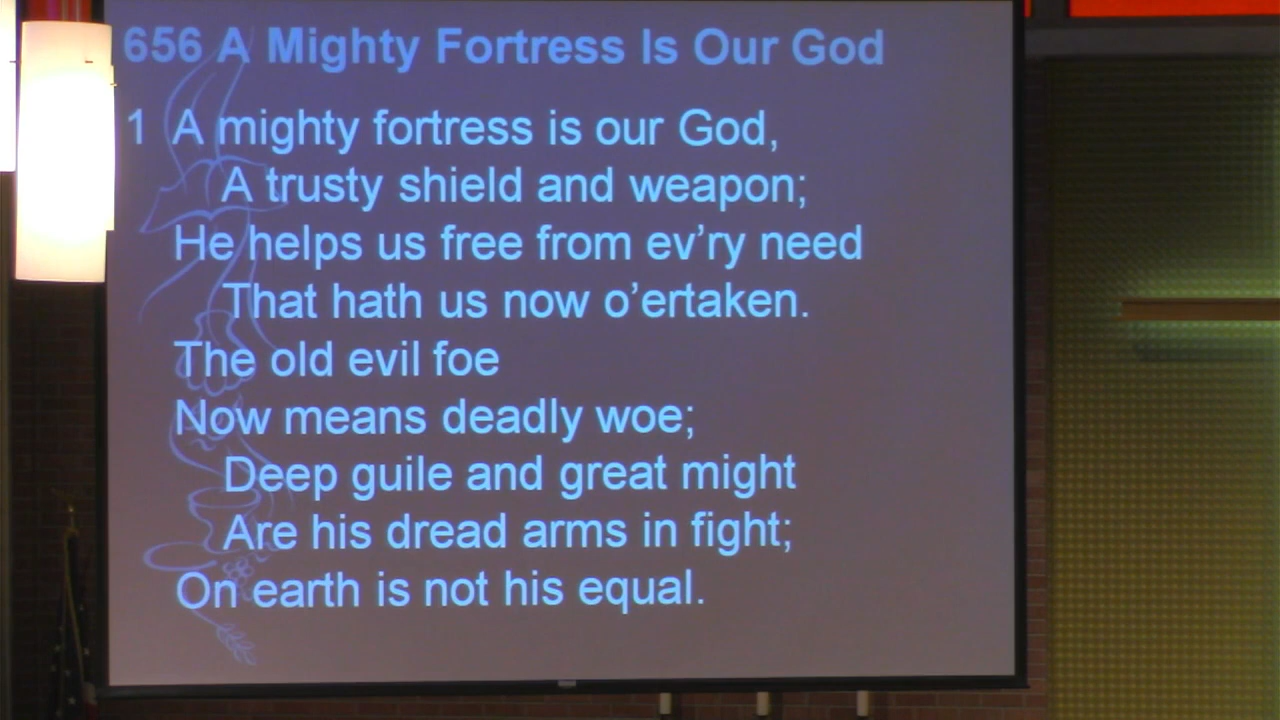 656 A Mighty Fortress Is Our God
1 A mighty fortress is our God,
A trusty shield and weapon;
He helps us free from ev’ry need
That hath us now o’ertaken.
The old evil foe
Now means deadly woe;
Deep guile and great might
Are his dread arms in fight;
On earth is not his equal.